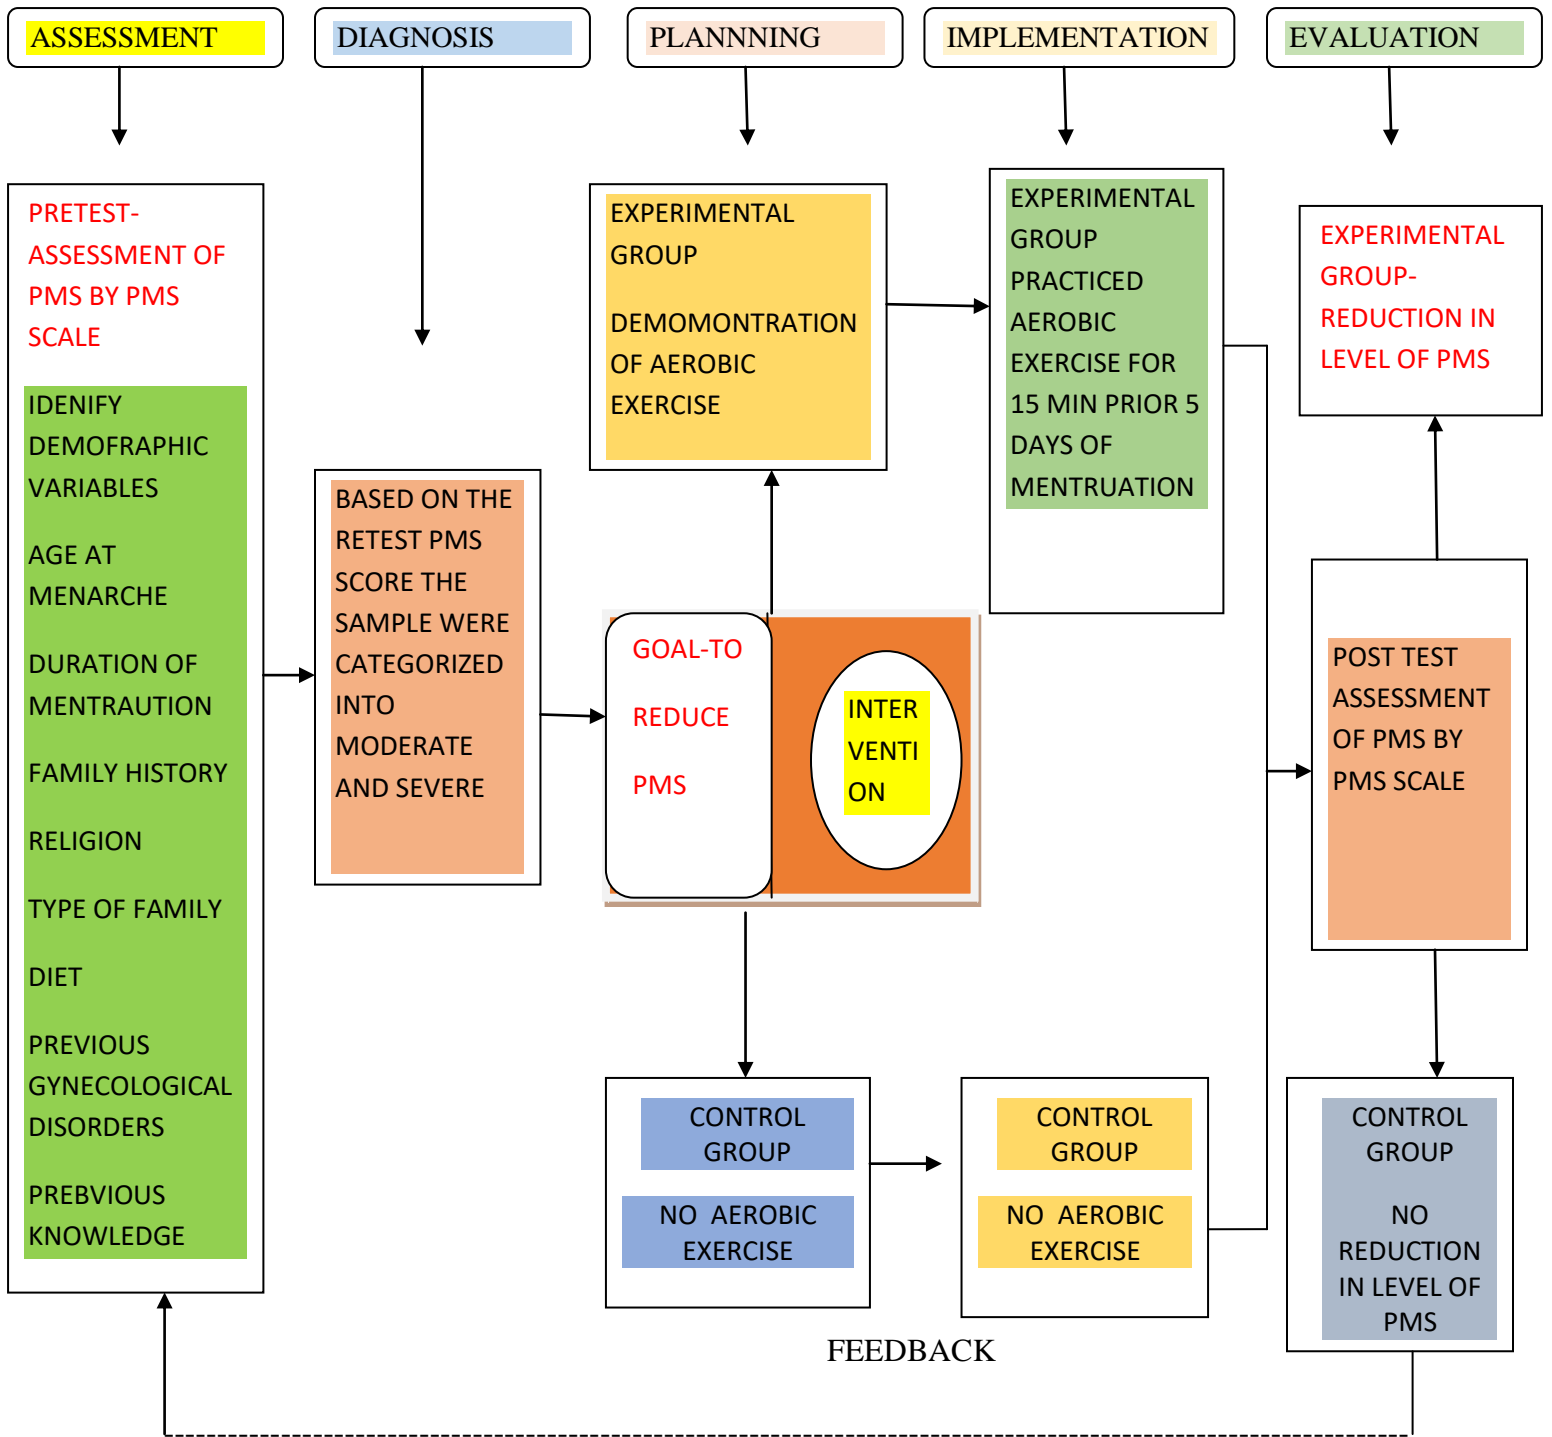 ASSESSMENT
DIAGNOSIS
PLANNNING
IMPLEMENTATION
EVALUATION
PRETEST-
ASSESSMENT OF
PMS BY PMS
SCALE
IDENIFY
DEMOFRAPHIC
VARIABLES
AGE AT
MENARCHE
DURATION OF
MENTRAUTION
FAMILY HISTORY
RELIGION
TYPE OF FAMILY
DIET
PREVIOUS
GYNECOLOGICAL
DISORDERS
PREBVIOUS
KNOWLEDGE
BASED ON THE
RETEST PMS
SCORE THE
SAMPLE WERE
CATEGORIZED
INTO
MODERATE
AND SEVERE
EXPERIMENTAL
GROUP
DEMOMONTRATION
OF AEROBIC
EXERCISE
GOAL-TO
REDUCE
PMS
INTER
VENTI
ON
CONTROL
GROUP
NO AEROBIC
EXERCISE
EXPERIMENTAL
GROUP
PRACTICED
AEROBIC
EXERCISE FOR
15 MIN PRIOR 5
DAYS OF
MENTRUATION
CONTROL
GROUP
NO AEROBIC
EXERCISE
EXPERIMENTAL
GROUP-
REDUCTION IN
LEVEL OF PMS
POST TEST
ASSESSMENT
OF PMS BY
PMS SCALE
CONTROL
GROUP
NO
REDUCTION
IN LEVEL OF
PMS
FEEDBACK